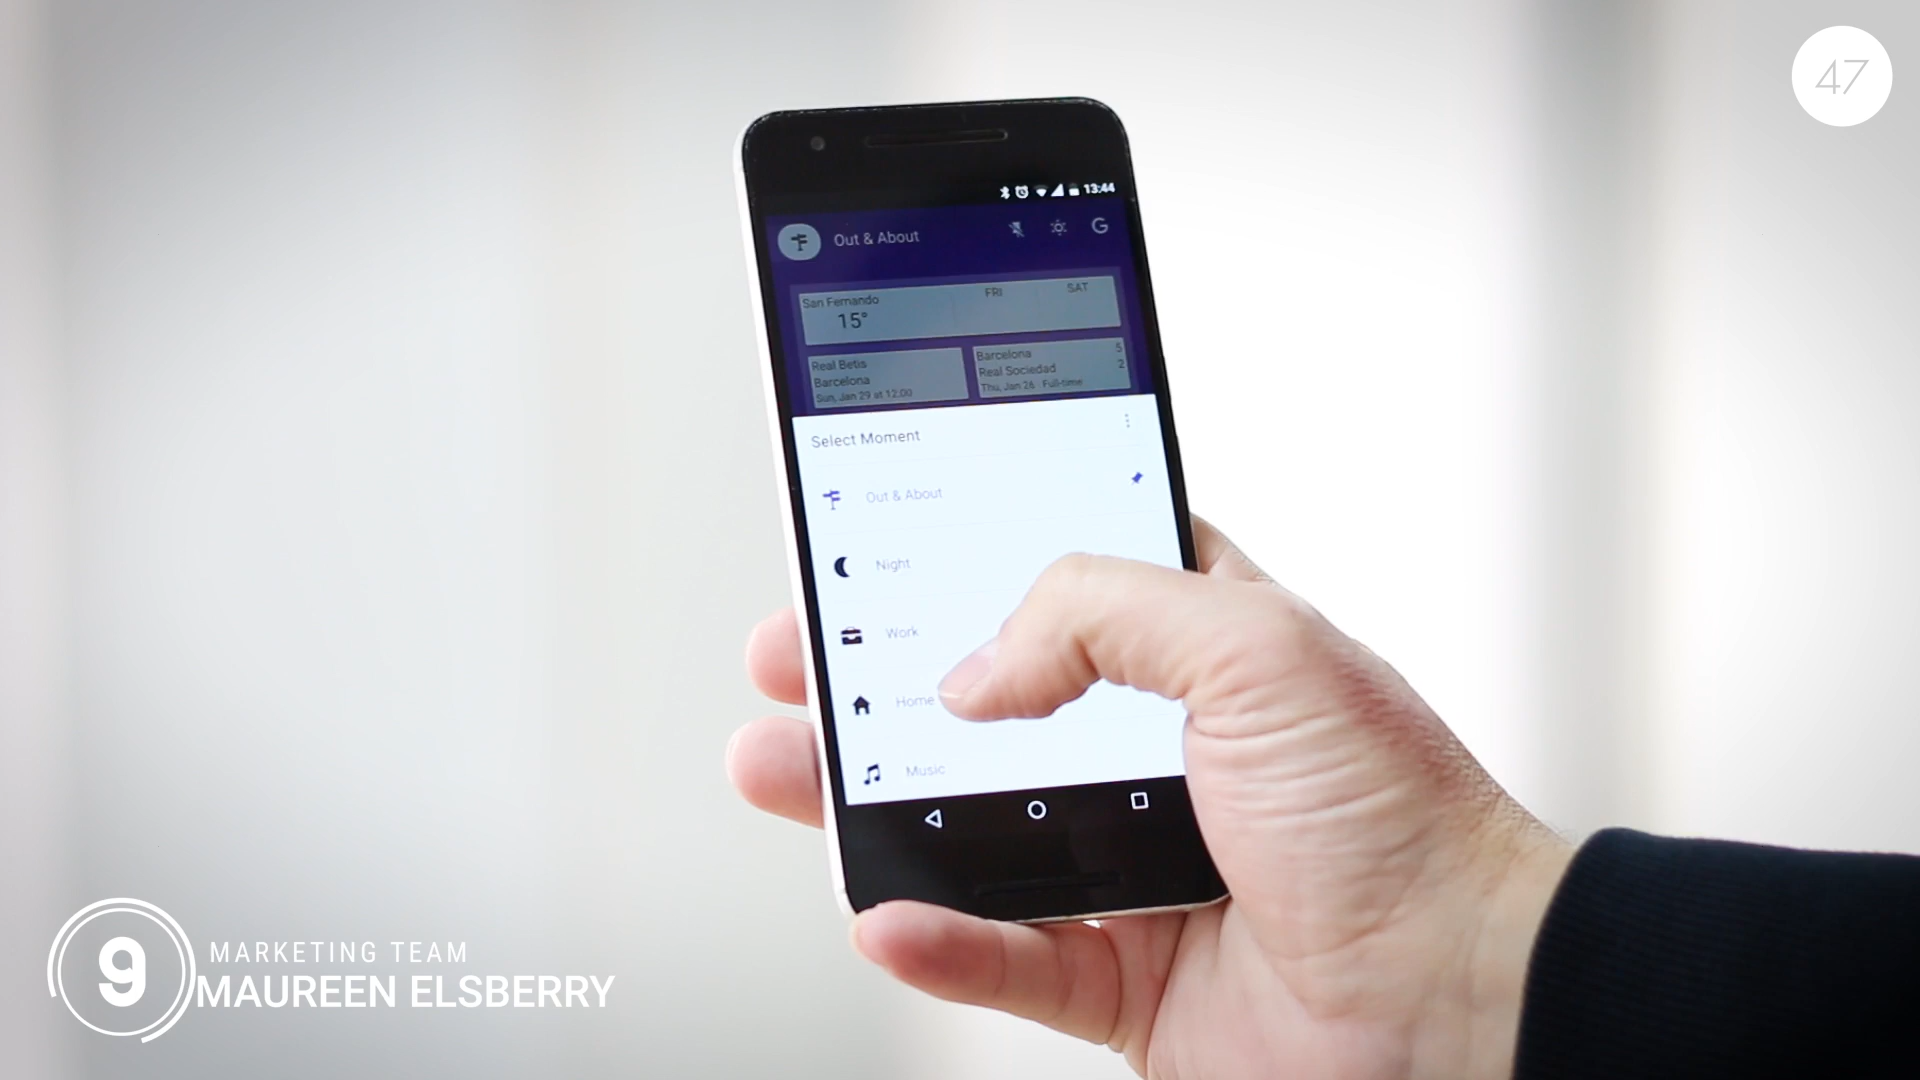 47
13:44
Out & About
G
San Fernando
15°
FRI
SAT
Real Betis
Barcelona
Sun, Jan 29 at 12:00
Barcelona 5
Real Sociedad 2
Thu, Jan 26 · Full-time
Select Moment
Out & About
Night
Work
Home
Music
9
MARKETING TEAM
MAUREEN ELSBERRY